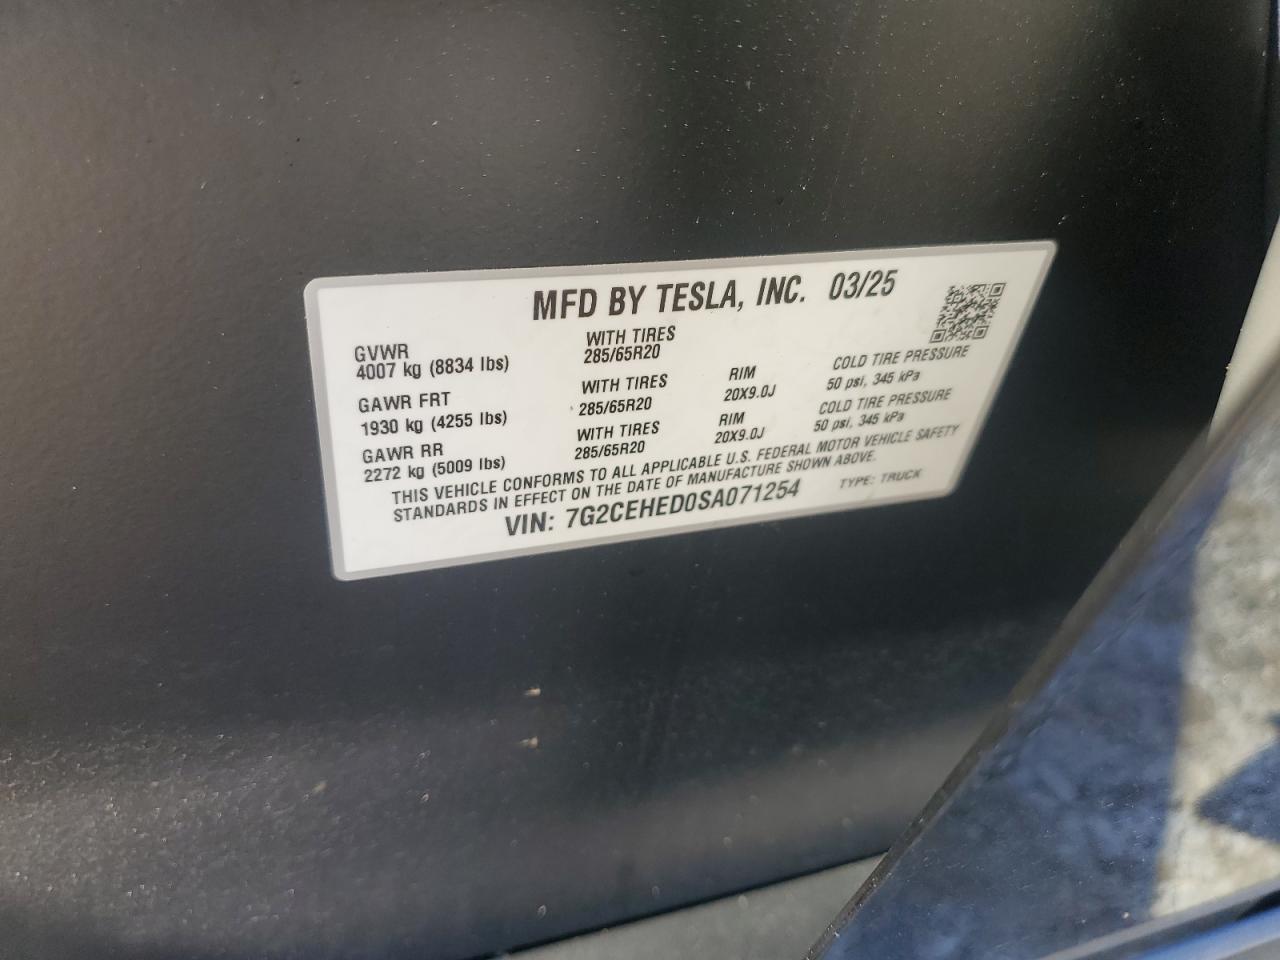 MFD BY TESLA, INC. 03/25
GVWR
4007 kg (8834 lbs)
WITH TIRES
285/65R20
GAWR FRT
1930 kg (4255 lbs)
WITH TIRES
285/65R20
RIM
20X9.0J
COLD TIRE PRESSURE
50 psi, 345 kPa
GAWR RR
2272 kg (5009 lbs)
WITH TIRES
285/65R20
RIM
20X9.0J
COLD TIRE PRESSURE
50 psi, 345 kPa
THIS VEHICLE CONFORMS TO ALL APPLICABLE U.S. FEDERAL MOTOR VEHICLE SAFETY
STANDARDS IN EFFECT ON THE DATE OF MANUFACTURE SHOWN ABOVE.
VIN: 7G2CEHED0SA071254 TYPE: TRUCK